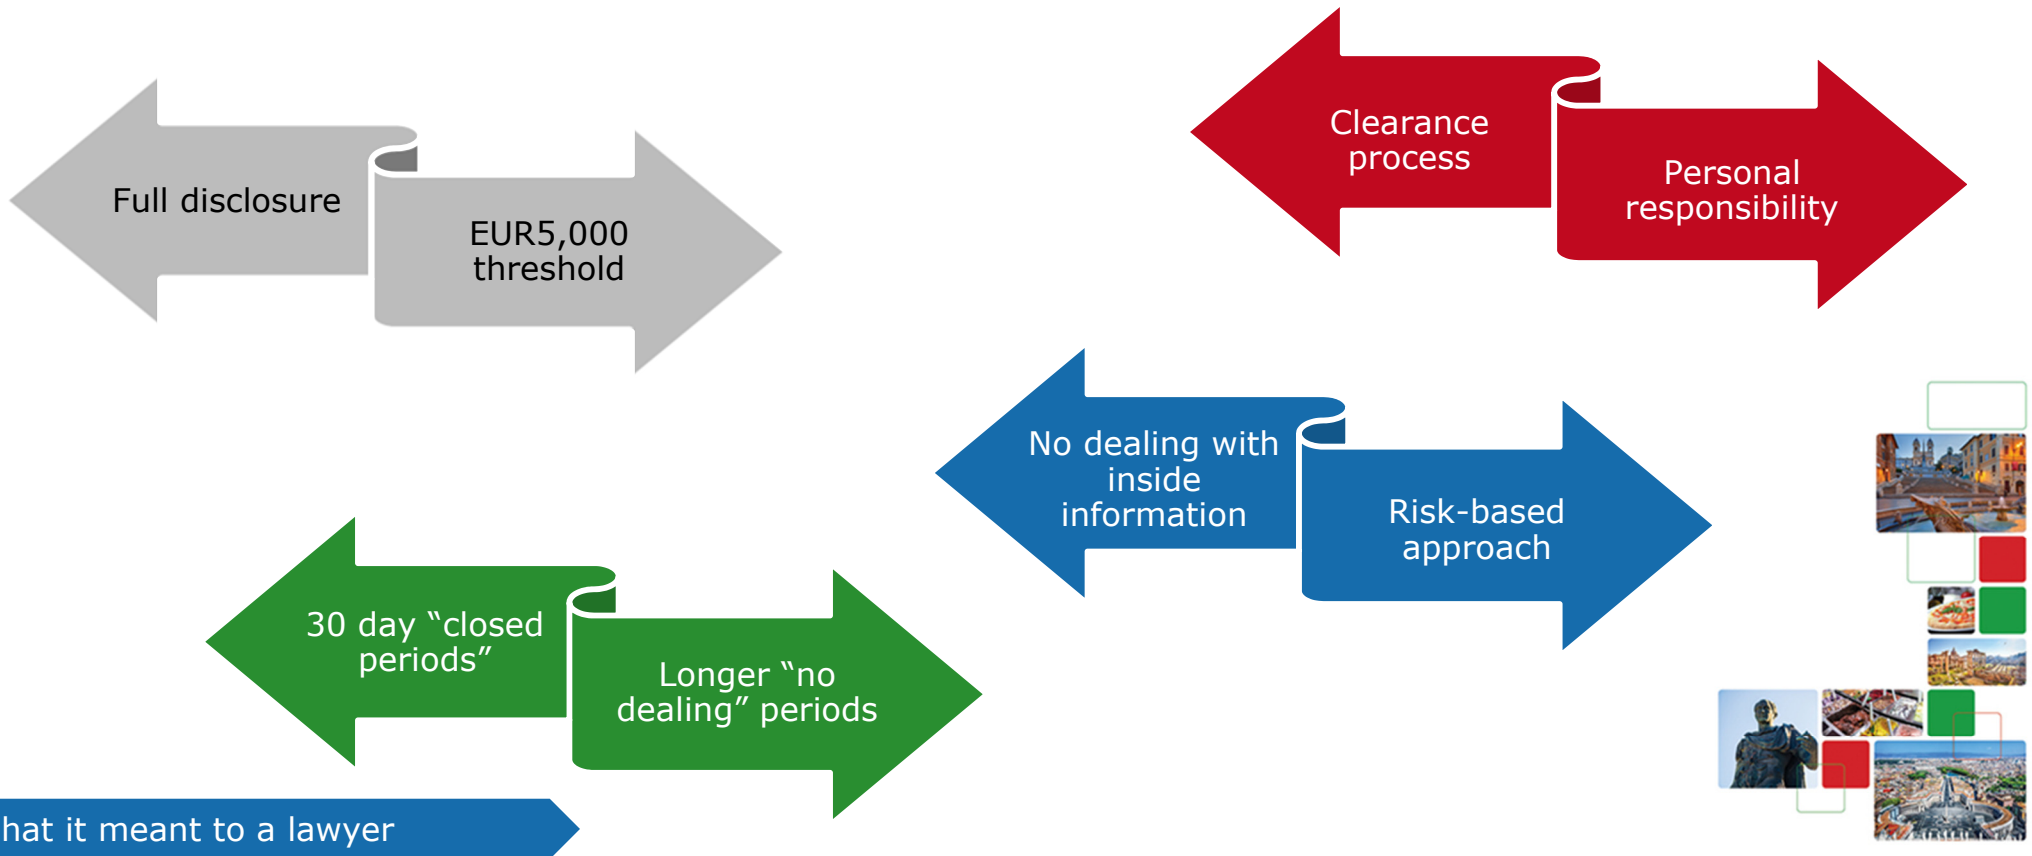 Full disclosure
EUR5,000
threshold
Clearance
process
Personal
responsibility
No dealing with
inside
information
Risk-based
approach
30 day “closed
periods”
Longer “no
dealing” periods
hat it meant to a lawyer